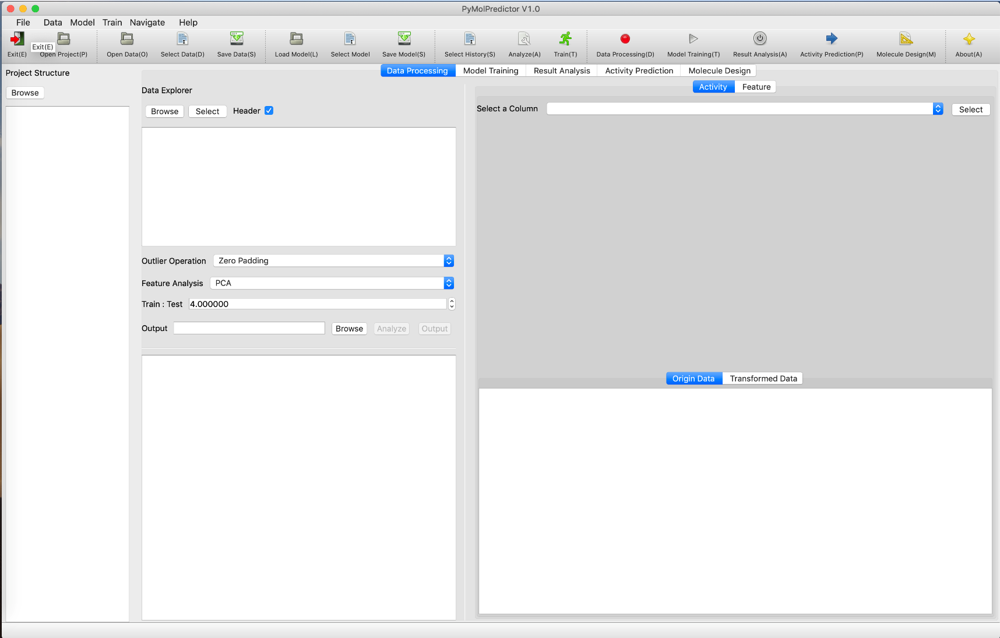 PyMolPredictor V1.0
File Data Model Train Navigate Help
Exit(E) Exit(E) Open Project(P) Open Data(O) Select Data(D) Save Data(S) Load Model(L) Select Model Save Model(S) Select History(S) Analyze(A) Train(T) Data Processing(D) Model Training(T) Result Analysis(A) Activity Prediction(P) Molecule Design(M) About(A)
Project Structure
Browse
Data Processing Model Training Result Analysis Activity Prediction Molecule Design
Data Explorer
Browse Select Header
Outlier Operation Zero Padding
Feature Analysis PCA
Train : Test 4.000000
Output Browse Analyze Output
Activity Feature
Select a Column Select
Origin Data Transformed Data